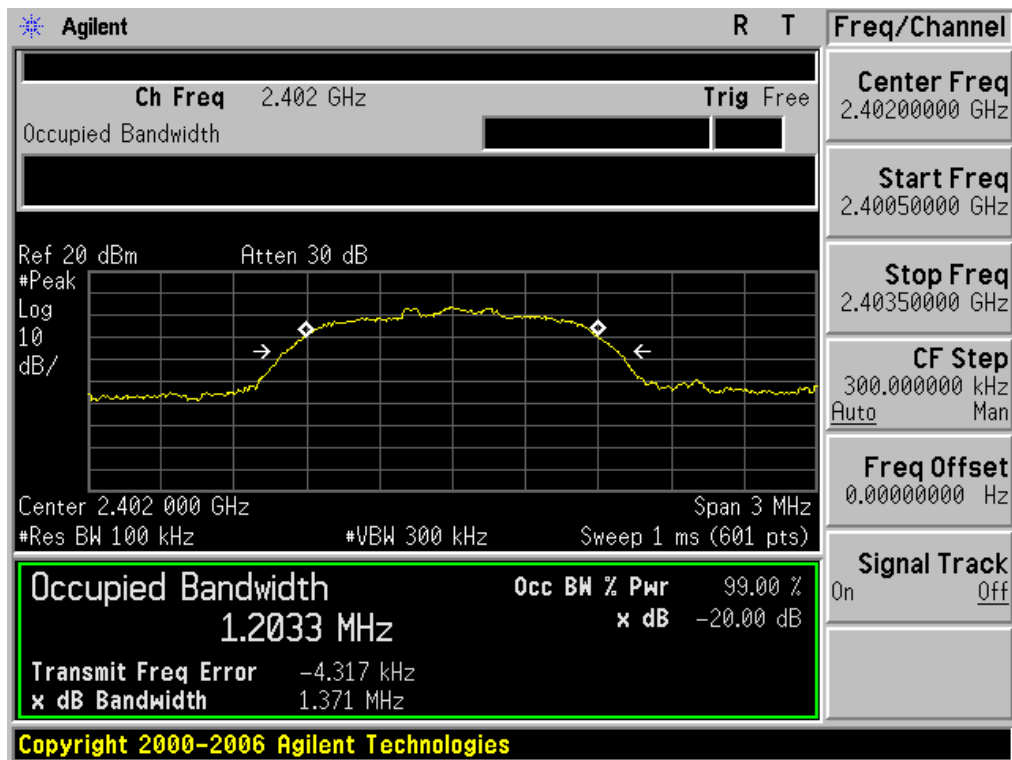 Agilent R T
Ch Freq 2.402 GHz Trig Free
Occupied Bandwidth
Ref 20 dBm Atten 30 dB
#Peak
Log
10
dB/
Center 2.402 000 GHz Span 3 MHz
#Res BW 100 kHz #VBW 300 kHz Sweep 1 ms (601 pts)
Occupied Bandwidth
1.2033 MHz
Occ BW % Pwr 99.00 %
x dB -20.00 dB
Transmit Freq Error -4.317 kHz
x dB Bandwidth 1.371 MHz
Copyright 2000-2006 Agilent Technologies
Freq/Channel
Center Freq
2.40200000 GHz
Start Freq
2.40050000 GHz
Stop Freq
2.40350000 GHz
CF Step
300.000000 kHz
Auto Man
Freq Offset
0.00000000 Hz
Signal Track
On Off